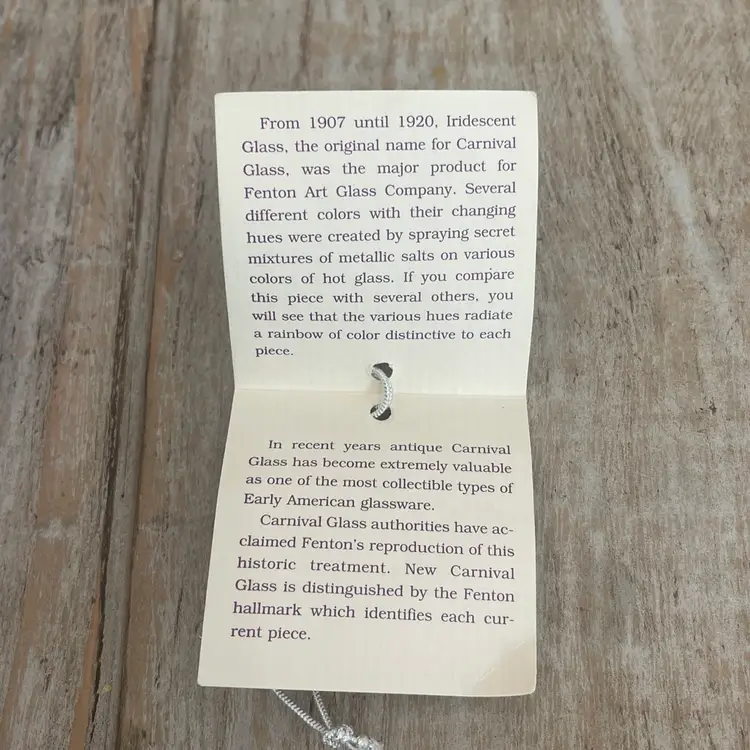 From 1907 until 1920, Iridescent
Glass, the original name for Carnival
Glass, was the major product for
Fenton Art Glass Company. Several
different colors with their changing
hues were created by spraying secret
mixtures of metallic salts on various
colors of hot glass. If you compare
this piece with several others, you
will see that the various hues radiate
a rainbow of color distinctive to each
piece.
In recent years antique Carnival
Glass has become extremely valuable
as one of the most collectible types of
Early American glassware.
Carnival Glass authorities have ac-
claimed Fenton's reproduction of this
historic treatment. New Carnival
Glass is distinguished by the Fenton
hallmark which identifies each cur-
rent piece.